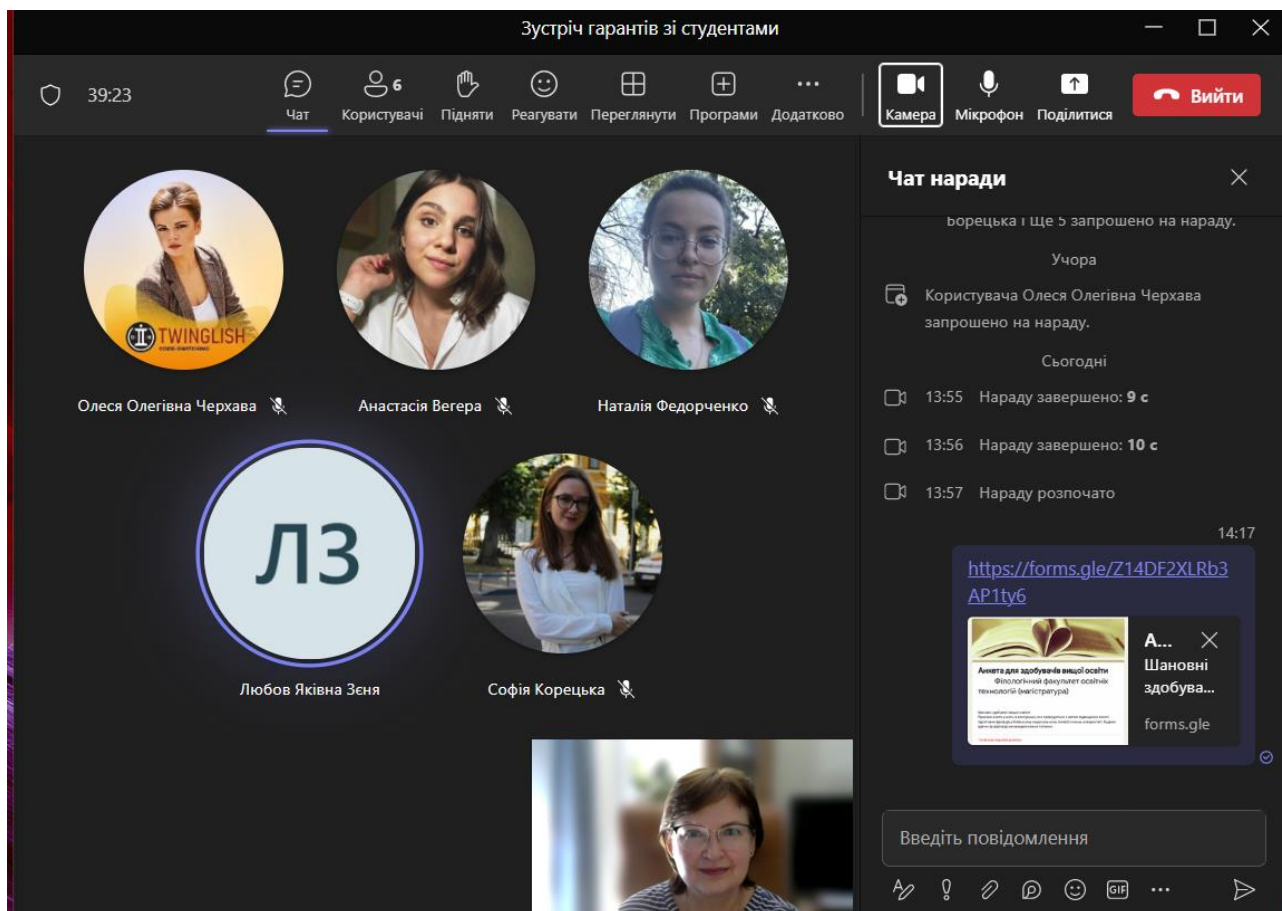 Зустріч гарантів зі студентами
39:23
Чат
6
Користувачі
Підняти
Реагувати
Переглянути
Програми
Додатково
Камера
Мікрофон
Поділитися
Вийти
TWINGLISH
Олеся Олегівна Черхава
Анастасія Вегера
Наталія Федорченко
ЛЗ
Любов Яківна Зєня
Софія Корецька
Чат наради
Борецька і Ще 5 запрошено на нараду.
Учора
Користувача Олеся Олегівна Черхава
запрошено на нараду.
Сьогодні
13:55 Нараду завершено: 9 с
13:56 Нараду завершено: 10 с
13:57 Нараду розпочато
14:17
https://forms.gle/Z14DF2XLRb3
AP1ty6
Анкета для здобувачів вищої освіти
Філологічний факультет освітніх
технологій (магістратура)
А...
Шановні
здобува...
forms.gle
Введіть повідомлення
GIF